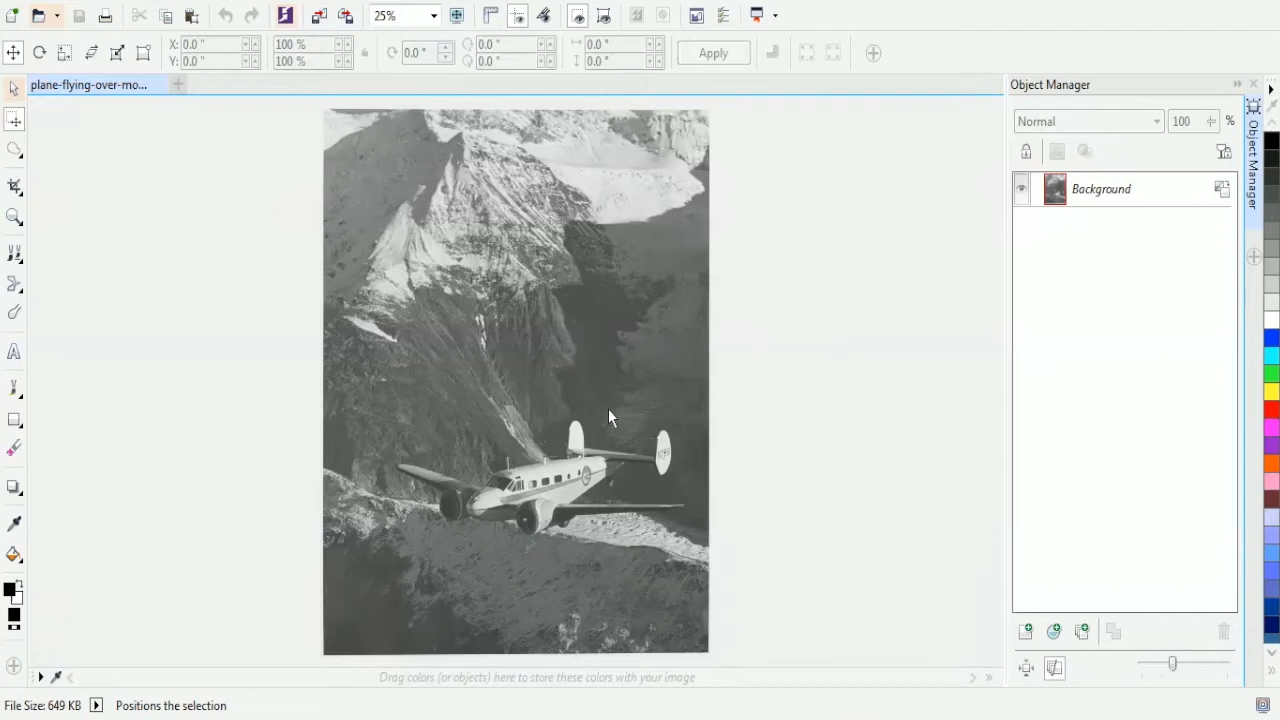 25%
X: 0.0 " 100 % 0.0 ° 0.0 " 0.0 " Apply
Y: 0.0 " 100 % 0.0 " 0.0 "
plane-flying-over-mo...
Object Manager
Normal 100 %
Background
Object Manager
Drag colors (or objects) here to store these colors with your image
File Size: 649 KB Positions the selection